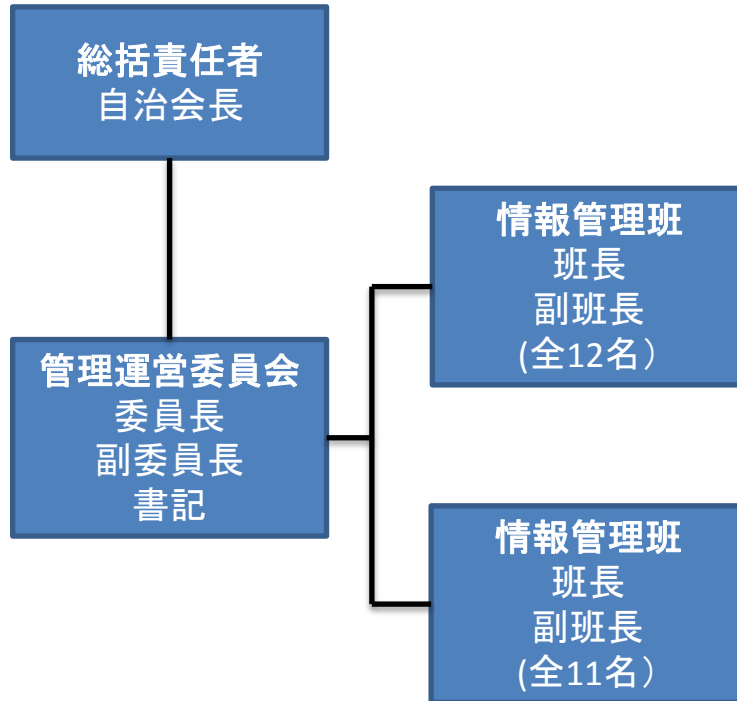 総括責任者
自治会長
情報管理班
班長
副班長
(全12名）
管理運営委員会
委員長
副委員長
書記
情報管理班
班長
副班長
(全11名）